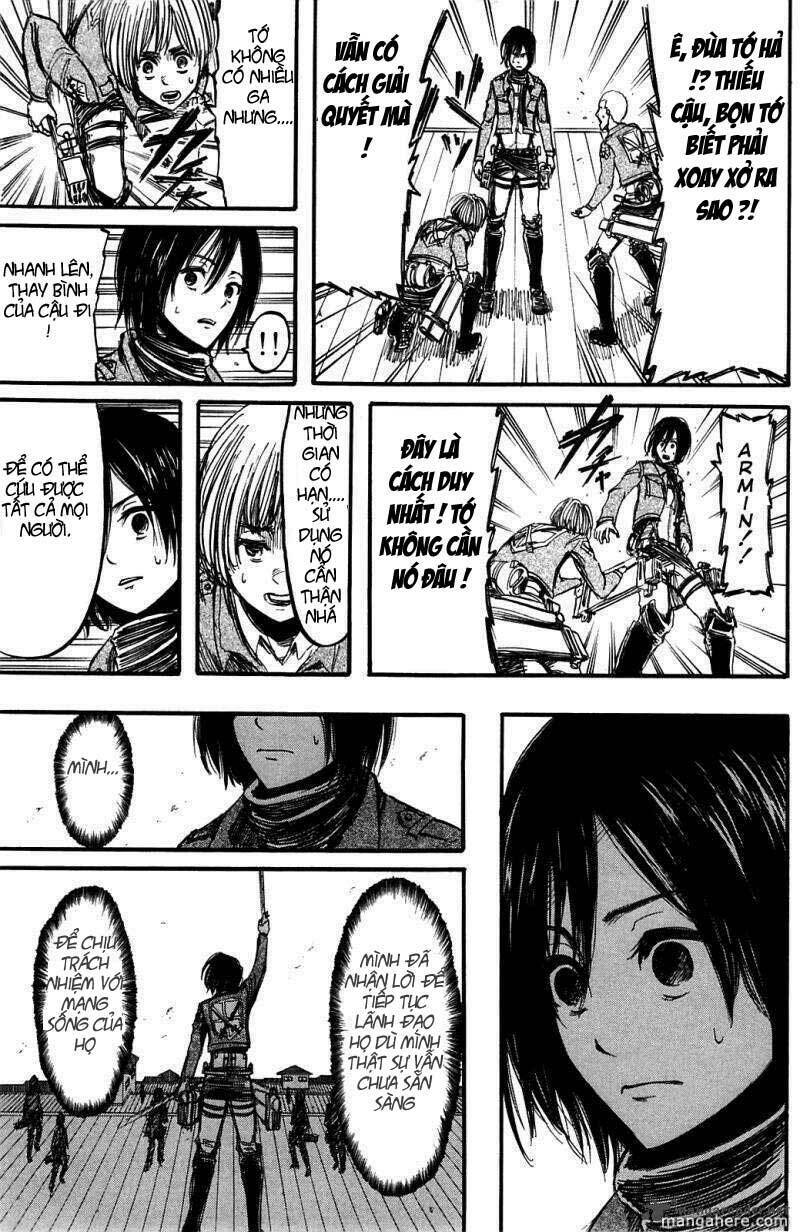 Ê, ĐÙA TỚ HẢ
!? THIẾU
CẬU, BỌN TỚ
BIẾT PHẢI
XOAY XỞ RA
SAO ?!
VẪN CÓ
CÁCH GIẢI
QUYẾT MÀ
!
TỚ
KHÔNG
CÓ NHIỀU
GA
NHƯNG....
!!
NHANH LÊN,
THAY BÌNH
CỦA CẬU ĐI
!
ARMIN!!
ĐÂY LÀ
CÁCH DUY
NHẤT ! TỚ
KHÔNG CẦN
NÓ ĐÂU !
NHƯNG
THỜI
GIAN
CÓ
HẠN....
SỬ
DỤNG
NÓ
CẨN
THẬN
NHÁ
ĐỂ CÓ THỂ
CỨU ĐƯỢC
TẤT CẢ MỌI
NGƯỜI.
MÌNH...
MÌNH ĐÃ
NHẬN LỜI ĐỂ
TIẾP TỤC
LÃNH ĐẠO
HỌ DÙ MÌNH
THẬT SỰ VẪN
CHƯA SẴN
SÀNG
ĐỂ CHỊU
TRÁCH
NHIỆM VỚI
MẠNG
SỐNG CỦA
HỌ
www.mangahere.com